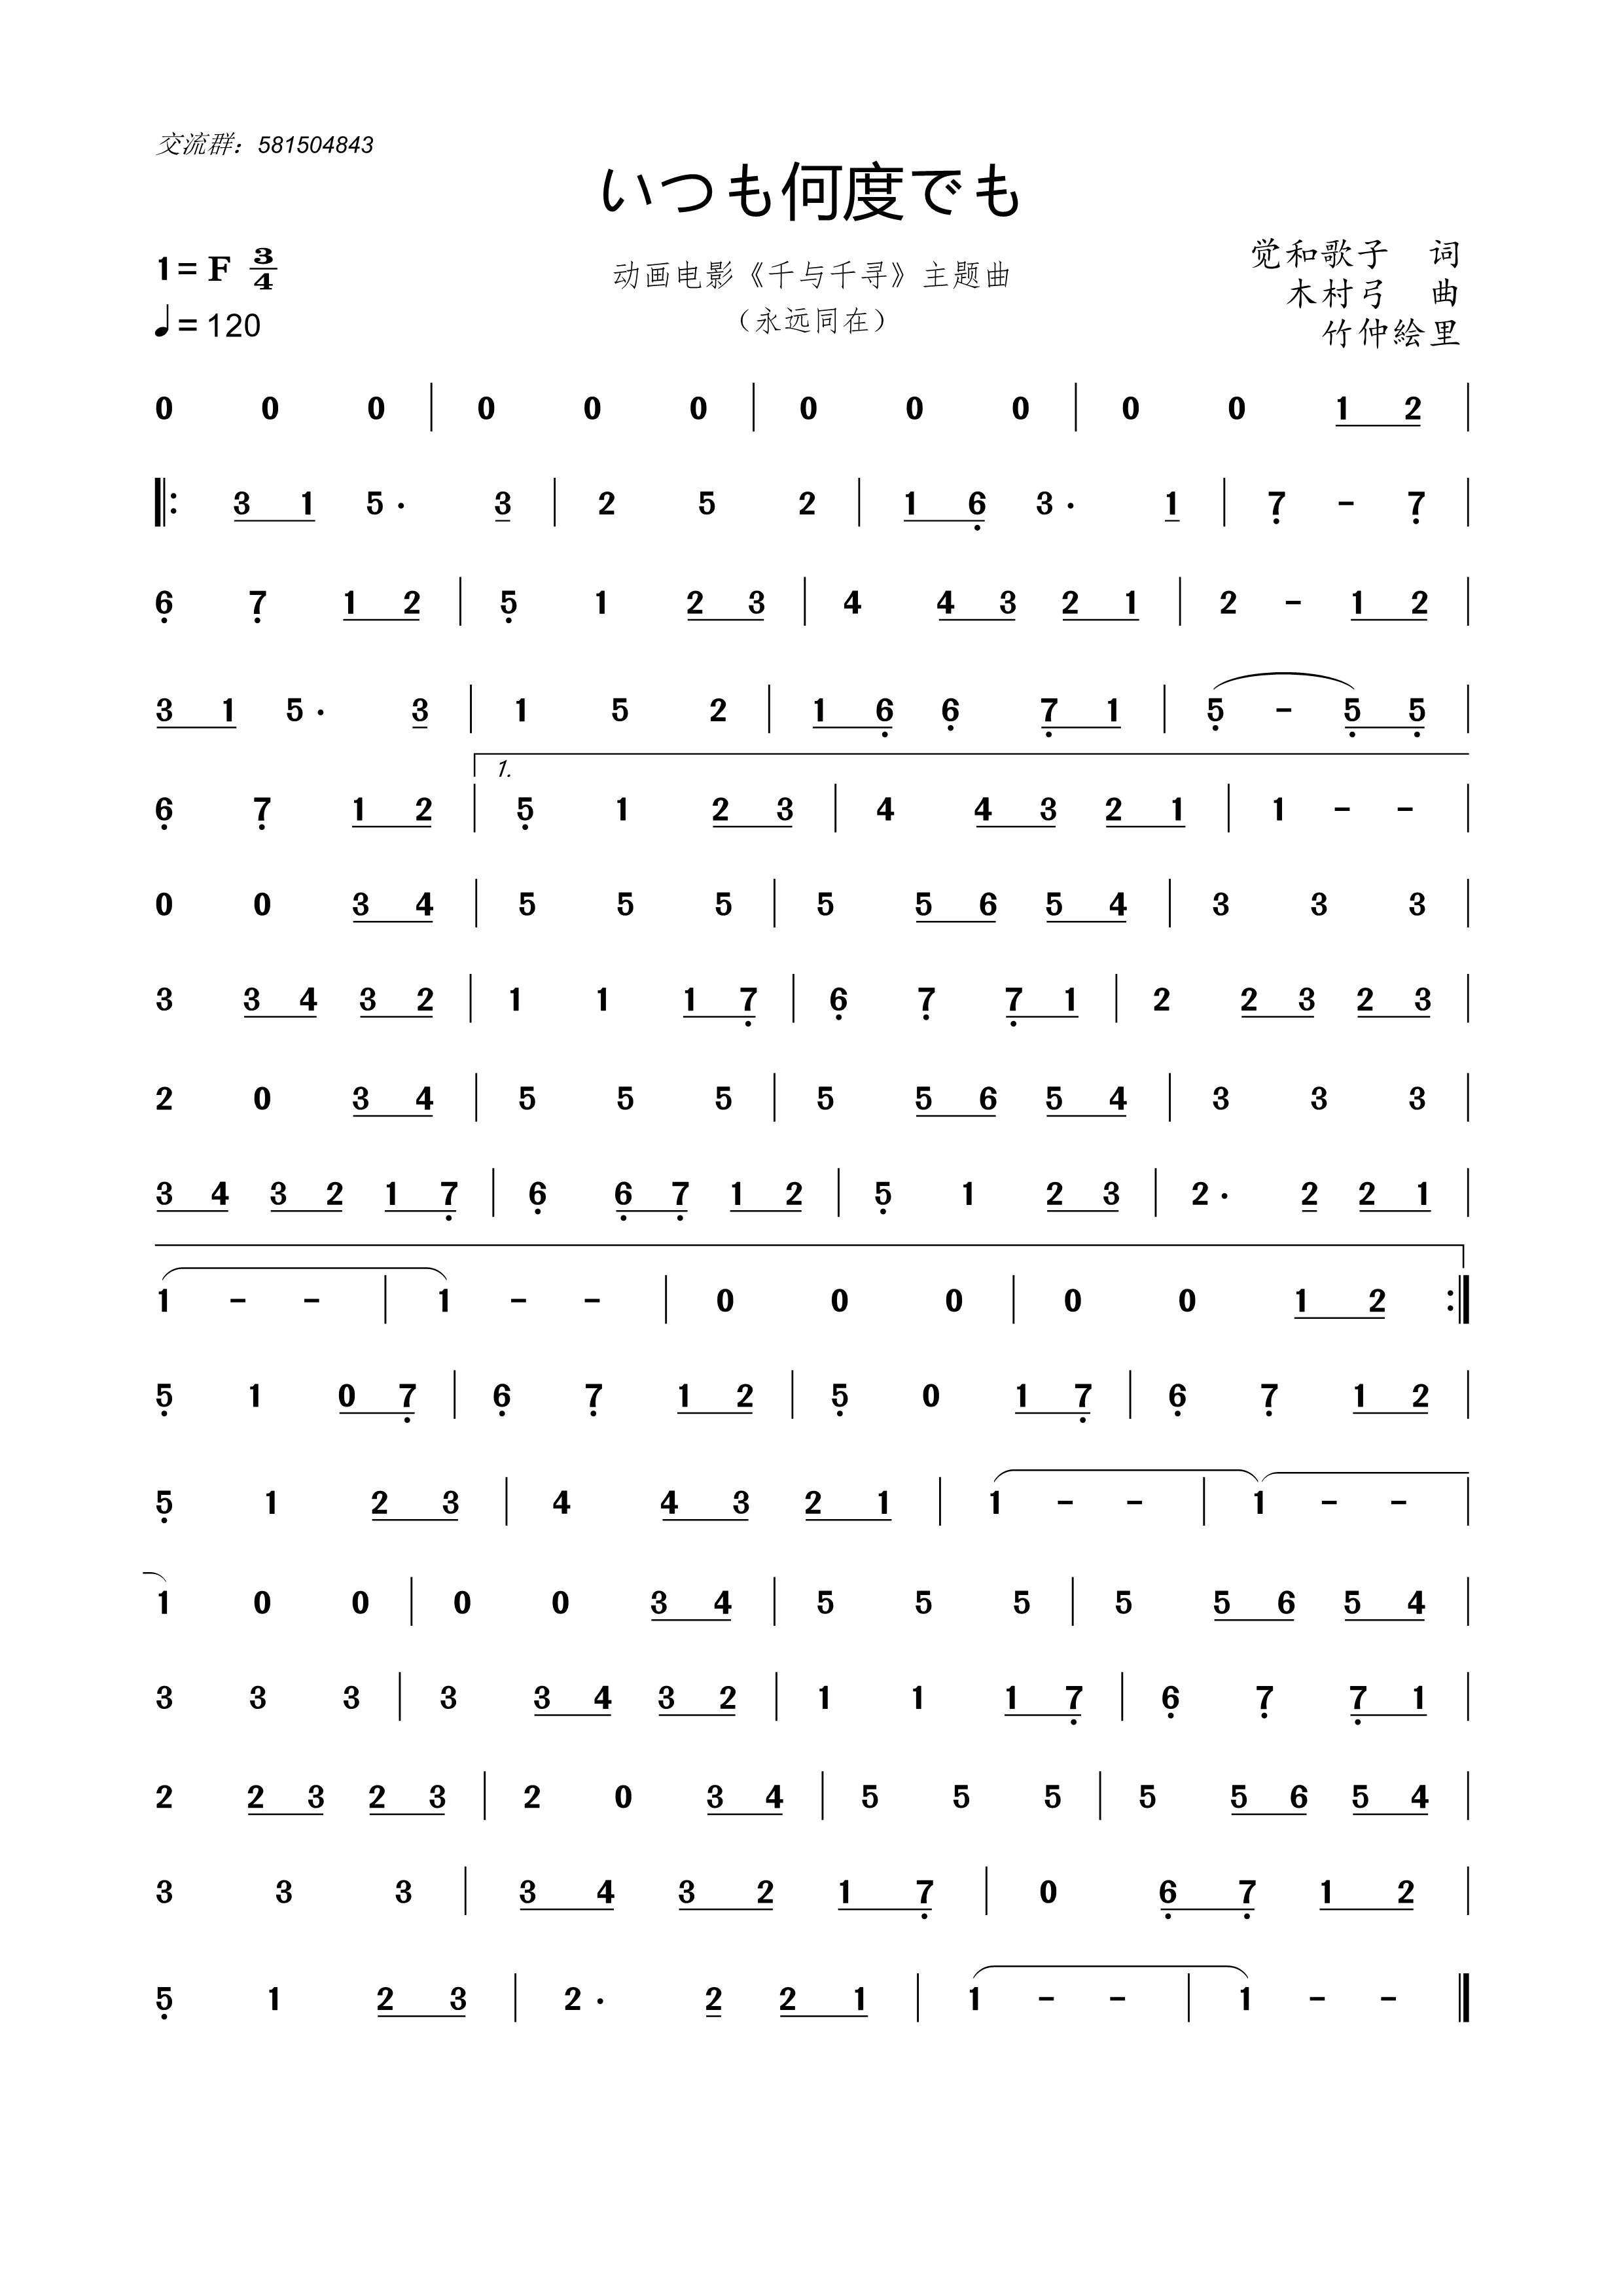 交流群：581504843
いつも何度でも
1= F 3/4
动画电影《千与千寻》主题曲
觉和歌子 词
♩= 120
（永远同在）
木村弓 曲
竹仲绘里
0 0 0 | 0 0 0 | 0 0 0 | 0 0 1 2 |
‖: 3 1 5 · 3 | 2 5 2 | 1 6̣ 3 · 1 | 7̣ - 7̣ |
6̣ 7̣ 1 2 | 5̣ 1 2 3 | 4 4 3 2 1 | 2 - 1 2 |
3 1 5 · 3 | 1 5 2 | 1 6̣ 6̣ 7̣ 1 | 5̣ - 5̣ 5̣ |
1.
6̣ 7̣ 1 2 | 5̣ 1 2 3 | 4 4 3 2 1 | 1 - - |
0 0 3 4 | 5 5 5 | 5 5 6 5 4 | 3 3 3 |
3 3 4 3 2 | 1 1 1 7̣ | 6̣ 7̣ 7̣ 1 | 2 2 3 2 3 |
2 0 3 4 | 5 5 5 | 5 5 6 5 4 | 3 3 3 |
3 4 3 2 1 7̣ | 6̣ 6̣ 7̣ 1 2 | 5̣ 1 2 3 | 2 · 2 2 1 |
1 - - | 1 - - | 0 0 0 | 0 0 1 2 :‖
5̣ 1 0 7̣ | 6̣ 7̣ 1 2 | 5̣ 0 1 7̣ | 6̣ 7̣ 1 2 |
5̣ 1 2 3 | 4 4 3 2 1 | 1 - - | 1 - - |
1 0 0 | 0 0 3 4 | 5 5 5 | 5 5 6 5 4 |
3 3 3 | 3 3 4 3 2 | 1 1 1 7̣ | 6̣ 7̣ 7̣ 1 |
2 2 3 2 3 | 2 0 3 4 | 5 5 5 | 5 5 6 5 4 |
3 3 3 | 3 4 3 2 1 7̣ | 0 6̣ 7̣ 1 2 |
5̣ 1 2 3 | 2 · 2 2 1 | 1 - - | 1 - - ‖